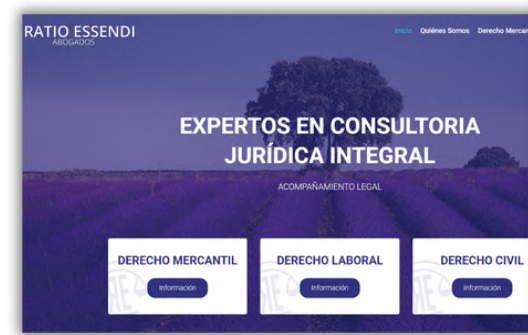 RATIO ESSENDI
ABOGADOS
Inicio Quiénes Somos Derecho Mercan
EXPERTOS EN CONSULTORIA
JURÍDICA INTEGRAL
ACOMPAÑAMIENTO LEGAL
DERECHO MERCANTIL
Información
DERECHO LABORAL
Información
DERECHO CIVIL
Información